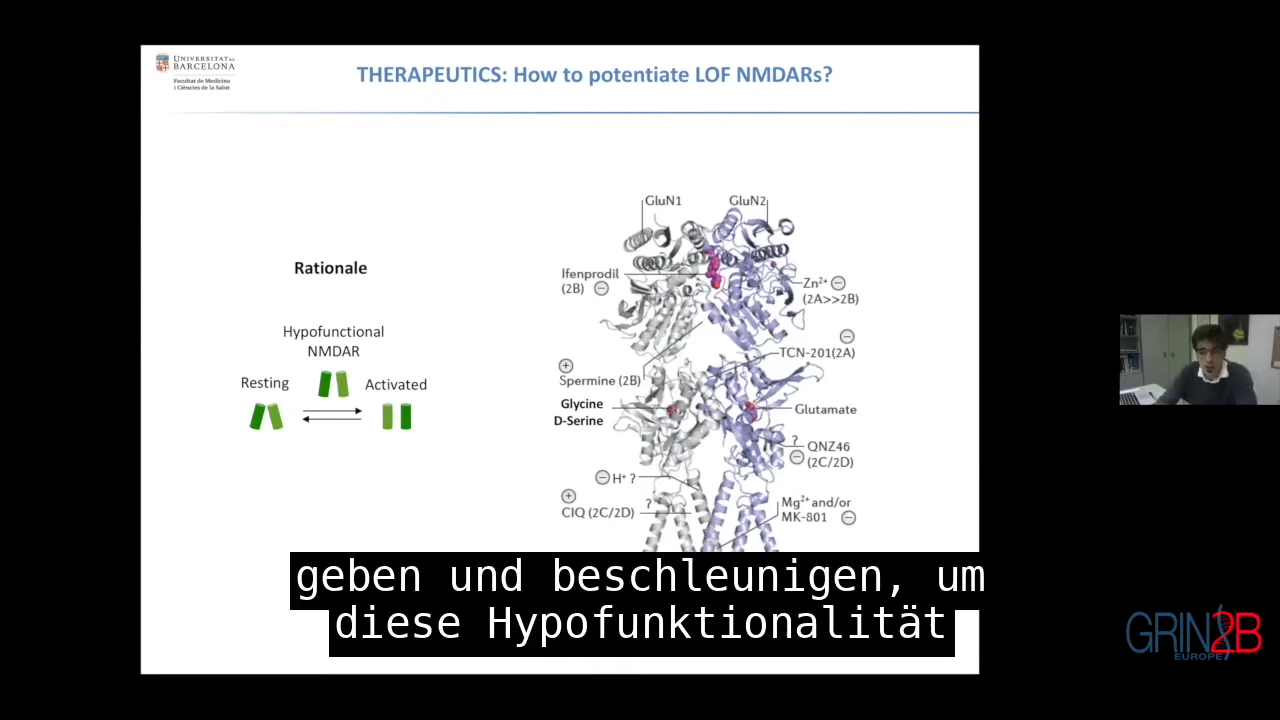 UNIVERSITAT DE
BARCELONA
Facultat de Medicina
i Ciències de la Salut
THERAPEUTICS: How to potentiate LOF NMDARs?
Rationale
Hypofunctional
NMDAR
Resting
Activated
GluN1
GluN2
Ifenprodil
(2B) −
Zn²⁺ −
(2A>>2B)
−
TCN-201(2A)
+
Spermine (2B)
Glycine
D-Serine
Glutamate
?
QNZ46
− (2C/2D)
− H⁺ ?
+
?
CIQ (2C/2D)
Mg²⁺ and/or
MK-801 −
geben und beschleunigen, um
diese Hypofunktionalität
GRIN2B
EUROPE